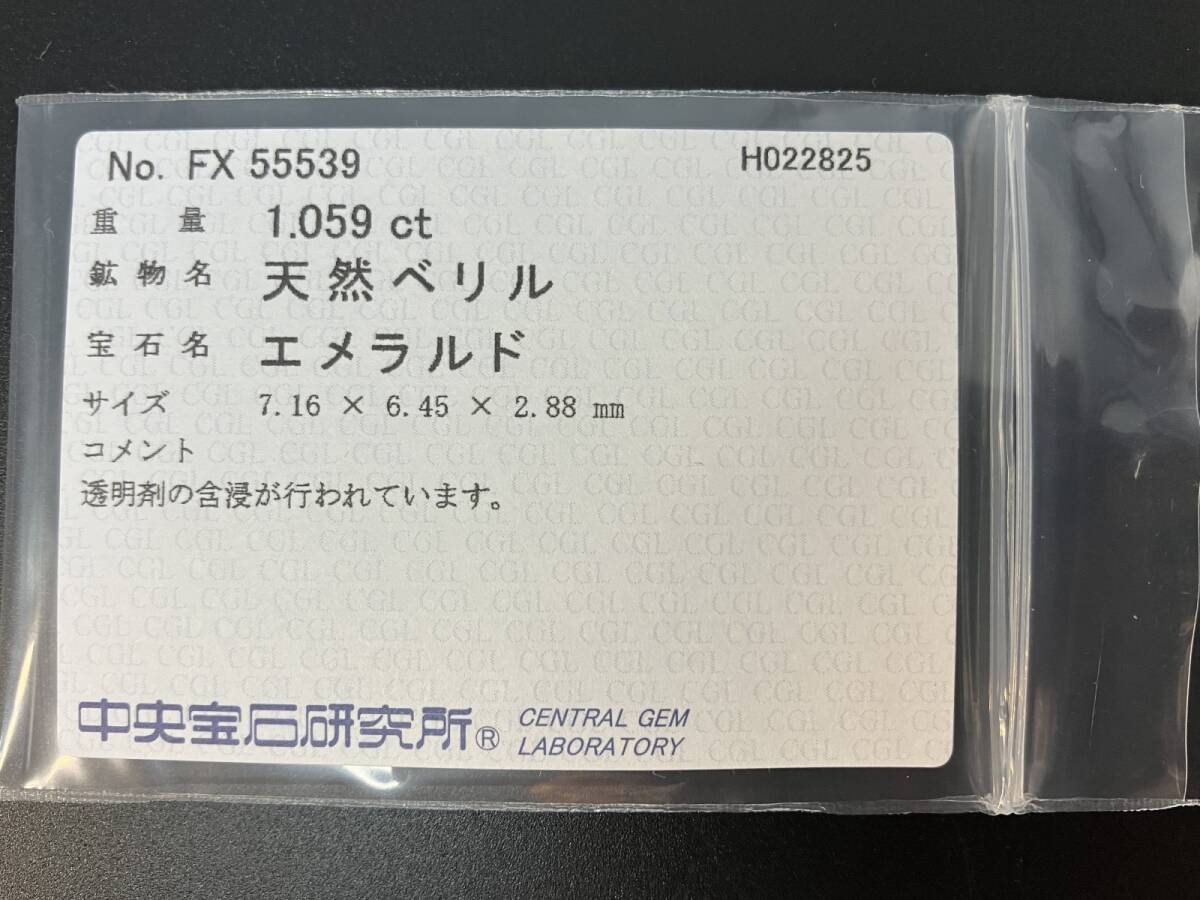 No. FX 55539 H022825
重量 1.059 ct
鉱物名 天然ベリル
宝石名 エメラルド
サイズ 7.16 × 6.45 × 2.88 mm
コメント
透明剤の含浸が行われています。
中央宝石研究所® CENTRAL GEM
LABORATORY